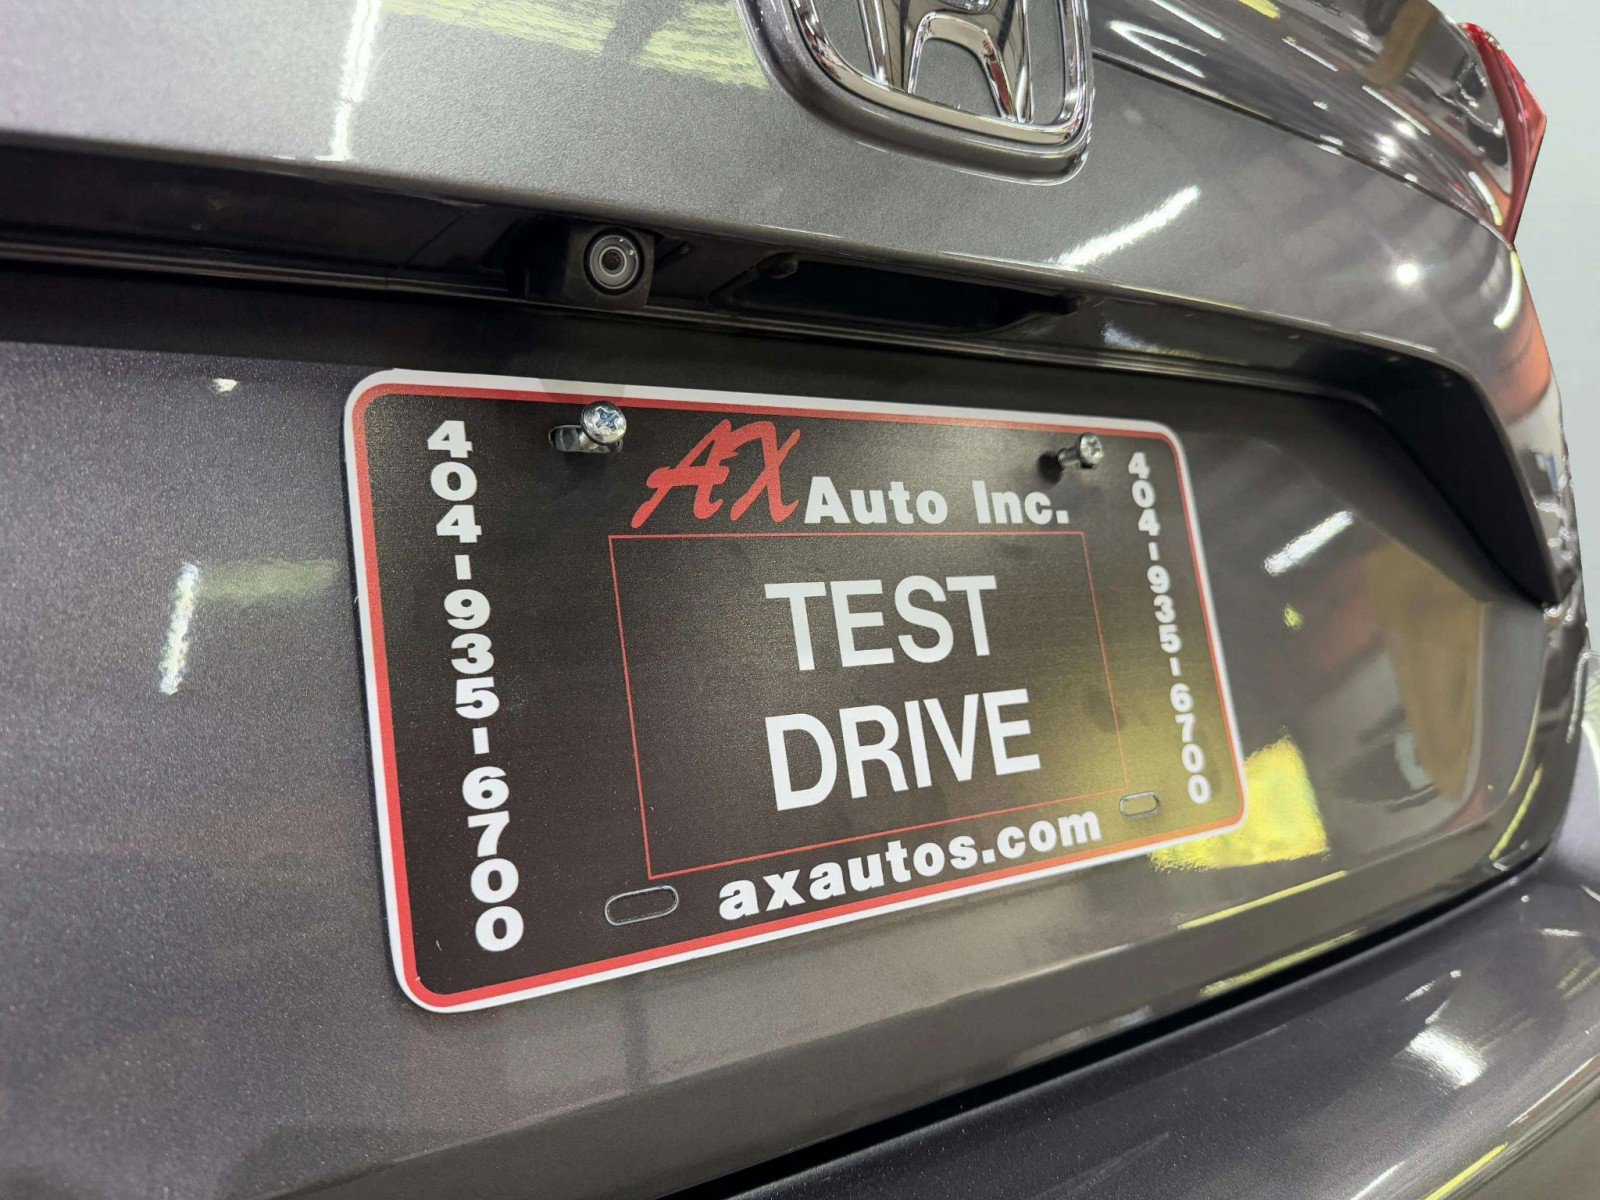 AX Auto Inc.
404-935-6700
TEST
DRIVE
404-935-6700
axautos.com